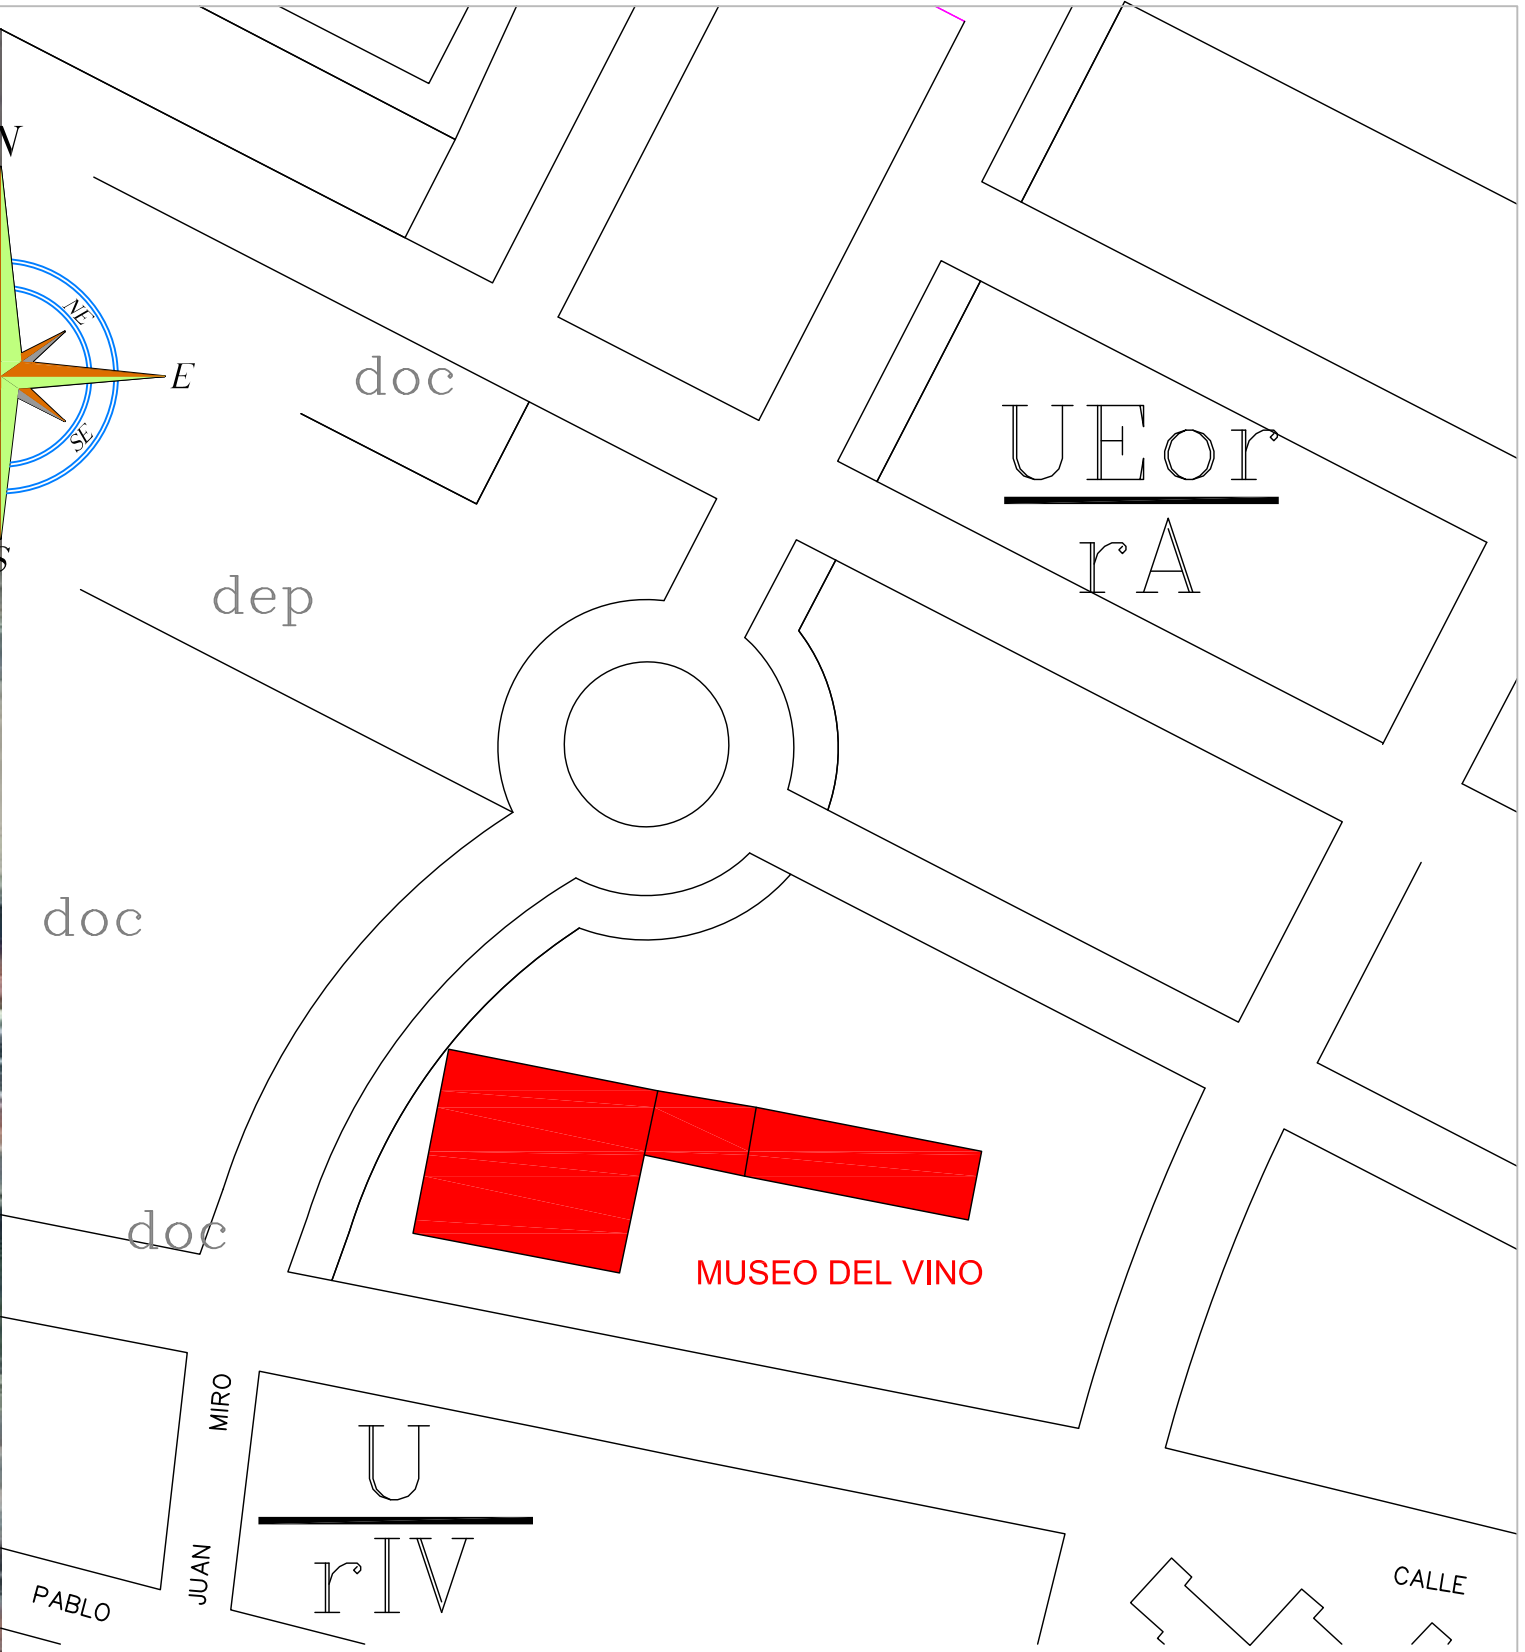 N
NE
E
SE
S
doc
UEor
rA
dep
doc
doc
MUSEO DEL VINO
JUAN MIRO
U
rIV
PABLO
CALLE